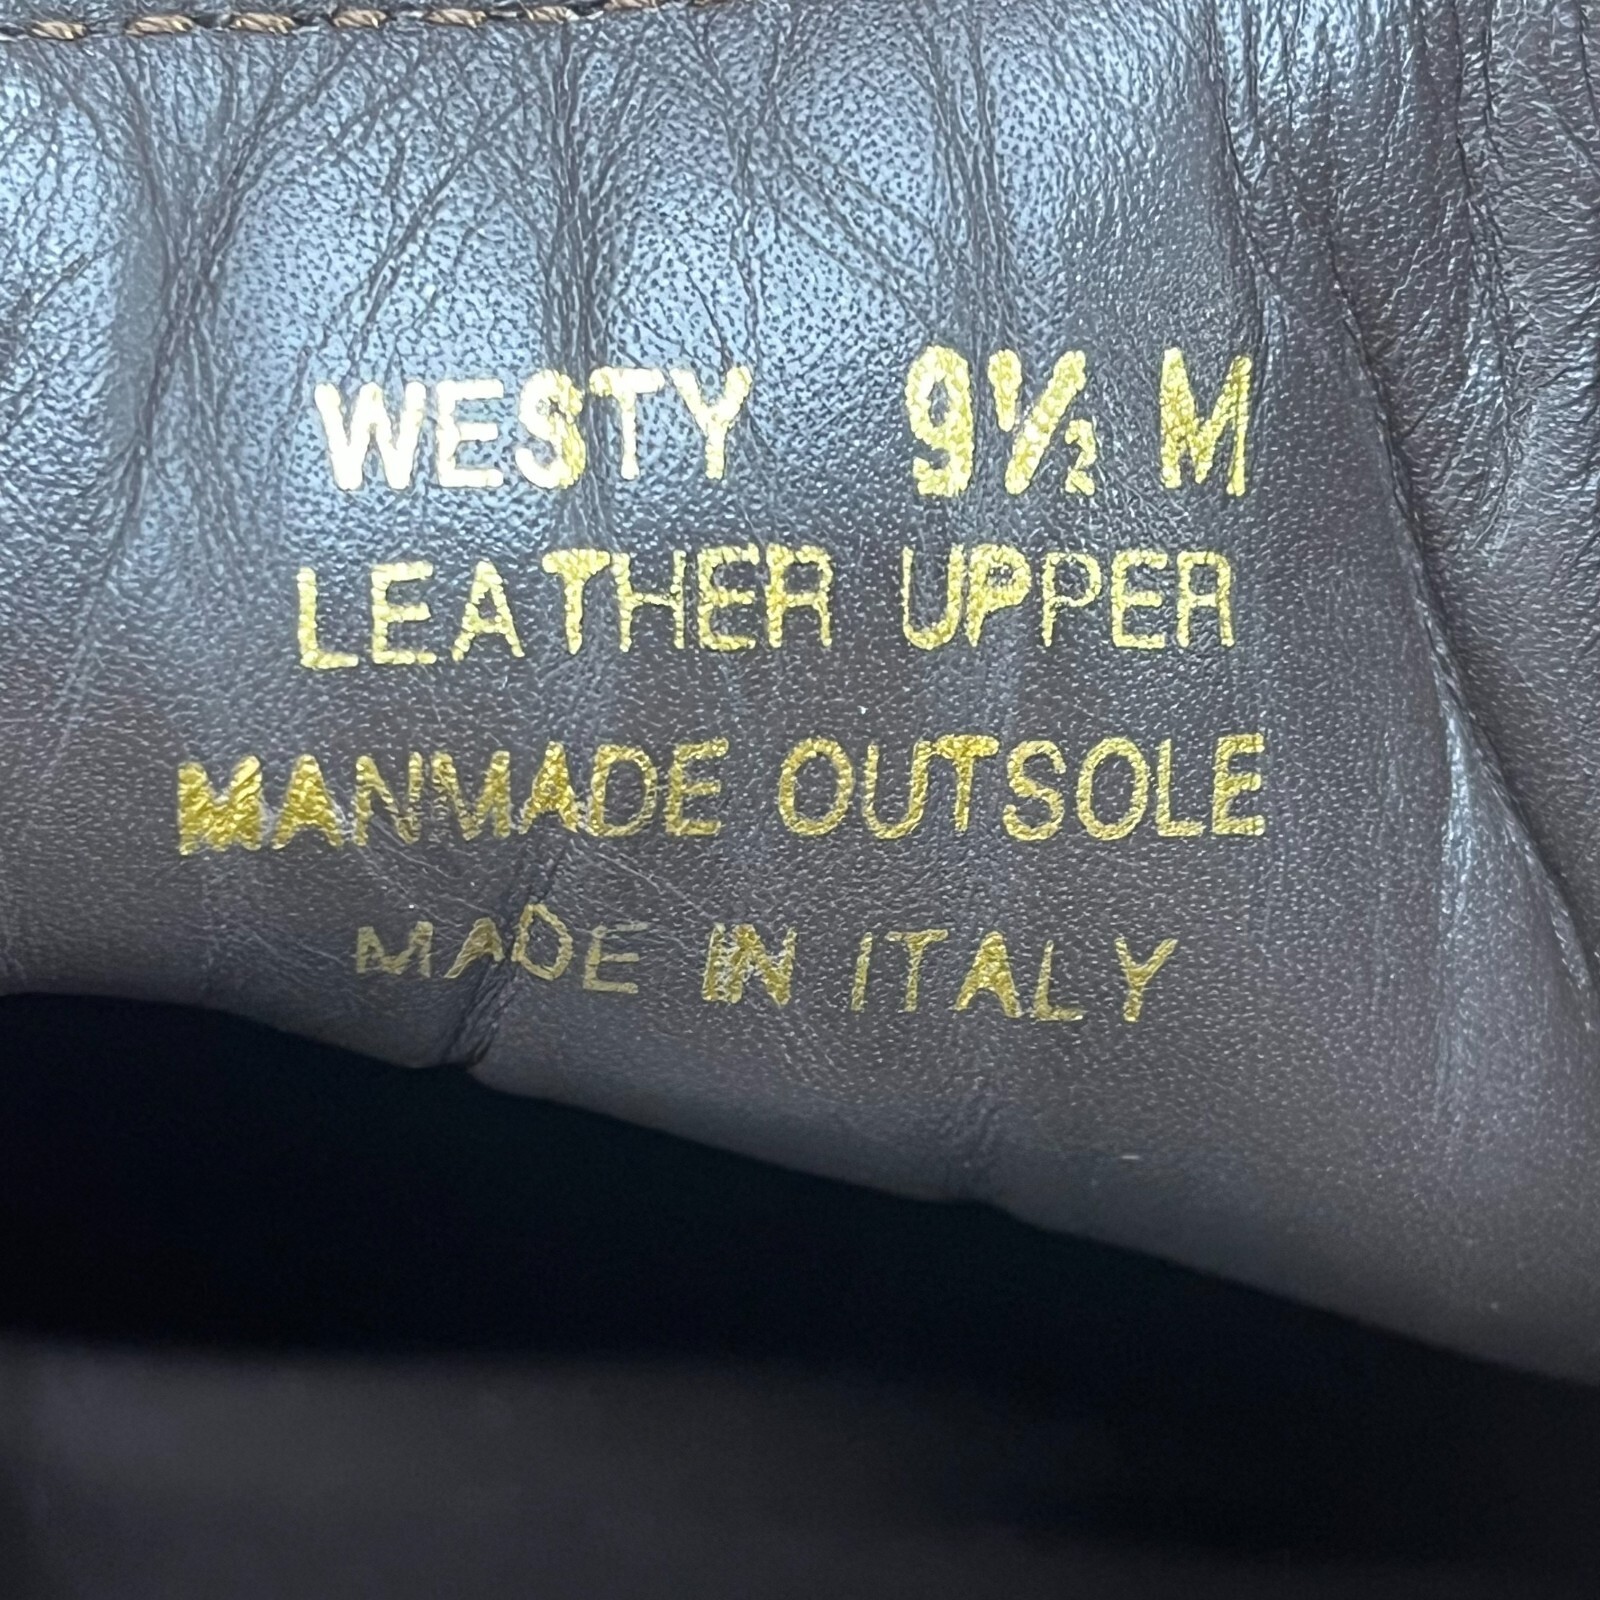 WESTY 9½ M
LEATHER UPPER
MANMADE OUTSOLE
MADE IN ITALY